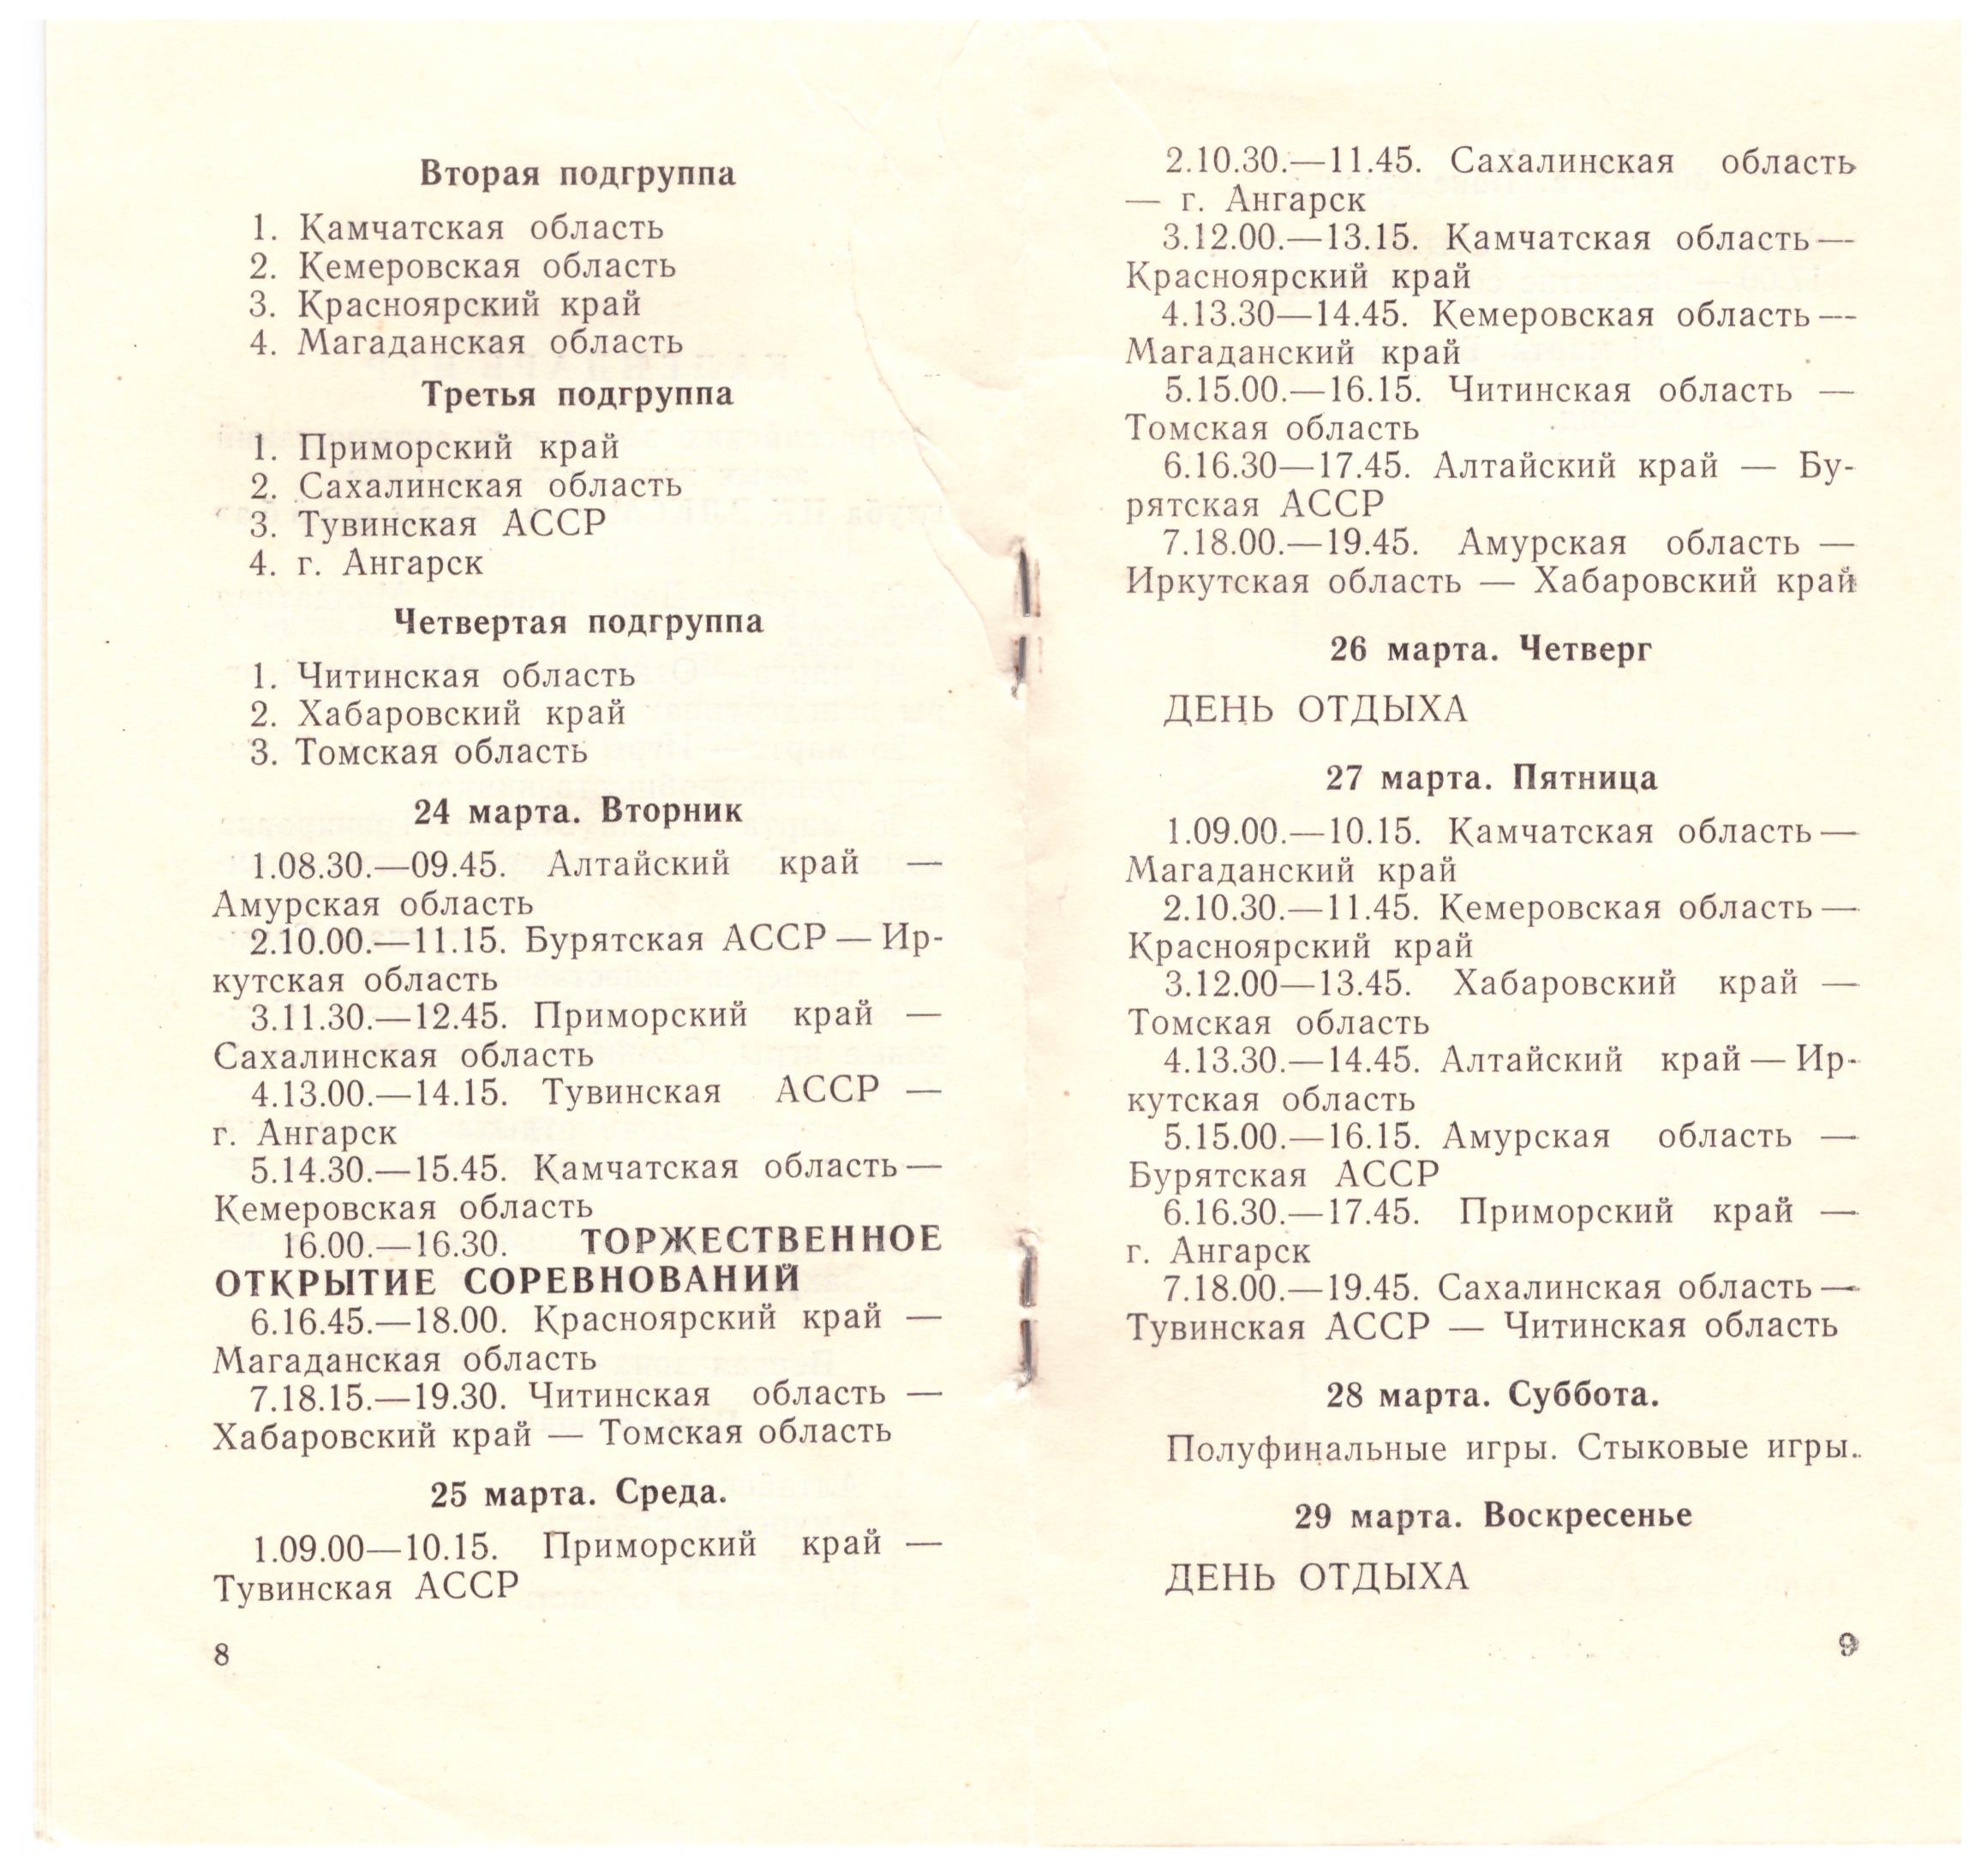 Вторая подгруппа
1. Камчатская область
2. Кемеровская область
3. Красноярский край
4. Магаданская область
Третья подгруппа
1. Приморский край
2. Сахалинская область
3. Тувинская АССР
4. г. Ангарск
Четвертая подгруппа
1. Читинская область
2. Хабаровский край
3. Томская область
24 марта. Вторник
1.08.30.—09.45. Алтайский край —
Амурская область
2.10.00.—11.15. Бурятская АССР — Ир-
кутская область
3.11.30.—12.45. Приморский край —
Сахалинская область
4.13.00.—14.15. Тувинская АССР —
г. Ангарск
5.14.30.—15.45. Камчатская область —
Кемеровская область
16.00.—16.30. ТОРЖЕСТВЕННОЕ
ОТКРЫТИЕ СОРЕВНОВАНИЙ
6.16.45.—18.00. Красноярский край —
Магаданская область
7.18.15.—19.30. Читинская область —
Хабаровский край — Томская область
25 марта. Среда.
1.09.00—10.15. Приморский край —
Тувинская АССР
8
2.10.30.—11.45. Сахалинская область
— г. Ангарск
3.12.00.—13.15. Камчатская область —
Красноярский край
4.13.30—14.45. Кемеровская область —
Магаданский край
5.15.00.—16.15. Читинская область —
Томская область
6.16.30—17.45. Алтайский край — Бу-
рятская АССР
7.18.00.—19.45. Амурская область —
Иркутская область — Хабаровский край
26 марта. Четверг
ДЕНЬ ОТДЫХА
27 марта. Пятница
1.09.00.—10.15. Камчатская область —
Магаданский край
2.10.30.—11.45. Кемеровская область —
Красноярский край
3.12.00—13.45. Хабаровский край —
Томская область
4.13.30.—14.45. Алтайский край — Ир-
кутская область
5.15.00.—16.15. Амурская область —
Бурятская АССР
6.16.30.—17.45. Приморский край —
г. Ангарск
7.18.00.—19.45. Сахалинская область —
Тувинская АССР — Читинская область
28 марта. Суббота.
Полуфинальные игры. Стыковые игры.
29 марта. Воскресенье
ДЕНЬ ОТДЫХА
9